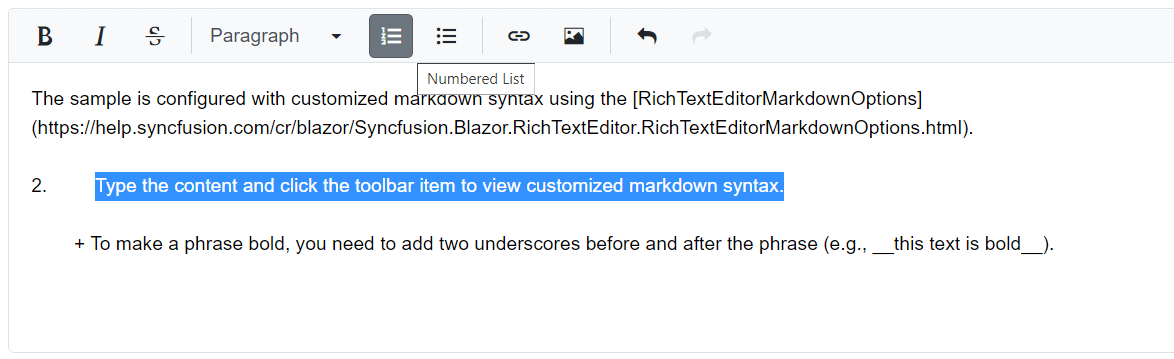 B I S Paragraph
Numbered List
The sample is configured with customized markdown syntax using the [RichTextEditorMarkdownOptions]
(https://help.syncfusion.com/cr/blazor/Syncfusion.Blazor.RichTextEditor.RichTextEditorMarkdownOptions.html).
2. Type the content and click the toolbar item to view customized markdown syntax.
+ To make a phrase bold, you need to add two underscores before and after the phrase (e.g., __this text is bold__).